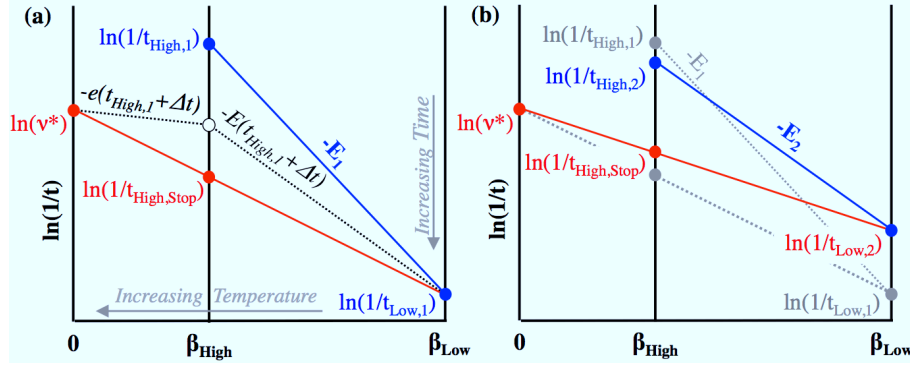 (a)
ln(1/t_High,1)
-e(t_High,1+Δt)
-E(t_High,1+Δt)
-E_1
ln(ν*)
ln(1/t_High,Stop)
ln(1/t)
Increasing Time
Increasing Temperature
ln(1/t_Low,1)
0
β_High
β_Low
(b)
ln(1/t_High,1)
-E_1
ln(1/t_High,2)
-E_2
ln(ν*)
ln(1/t_High,Stop)
ln(1/t)
ln(1/t_Low,2)
ln(1/t_Low,1)
0
β_High
β_Low